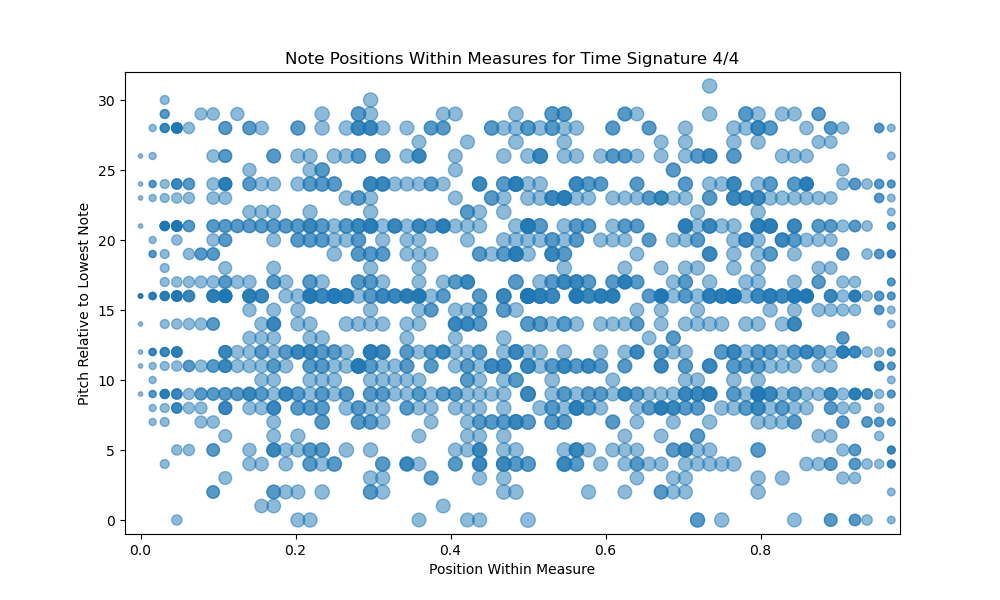 Note Positions Within Measures for Time Signature 4/4
30
25
20
15
10
5
0
Pitch Relative to Lowest Note
0.0 0.2 0.4 0.6 0.8
Position Within Measure